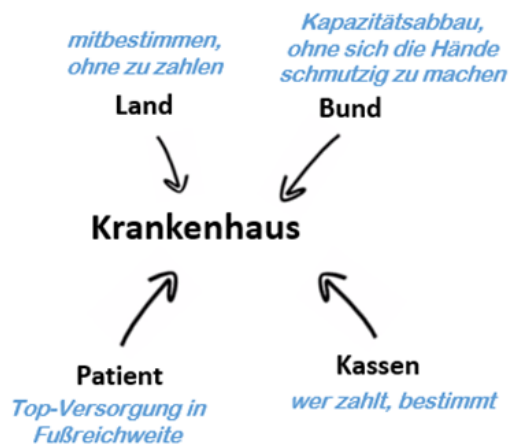 mitbestimmen,
ohne zu zahlen
Land
Kapazitätsabbau,
ohne sich die Hände
schmutzig zu machen
Bund
Krankenhaus
Patient
Top-Versorgung in
Fußreichweite
Kassen
wer zahlt, bestimmt